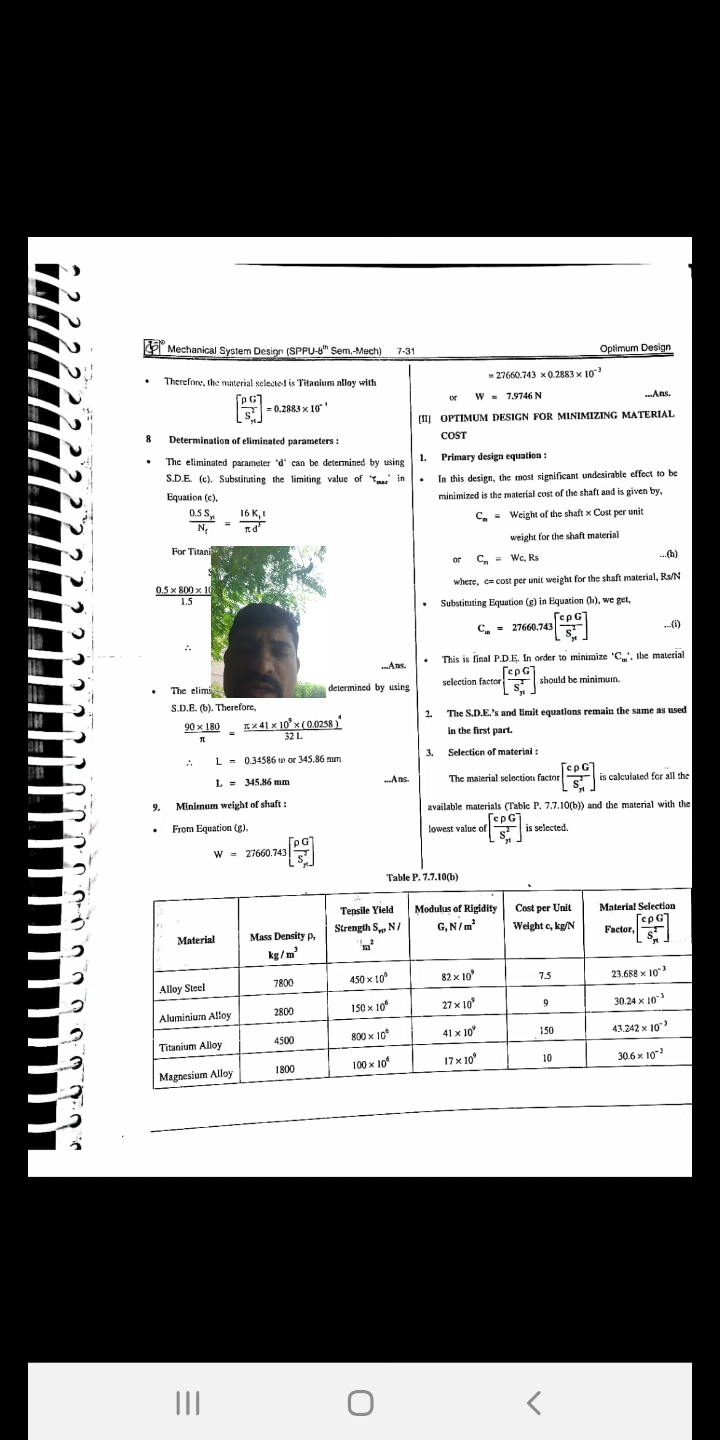 Mechanical System Design (SPPU-8th Sem.-Mech) 7-31 Optimum Design
• Therefore, the material selected is Titanium alloy with
[ρ G / S²yt] = 0.2883 × 10⁻³
8 Determination of eliminated parameters :
• The eliminated parameter 'd' can be determined by using
S.D.E. (c). Substituting the limiting value of 'τmax' in
Equation (c),
0.5 Syt / Nf = 16 Kt t / π d³
For Titani
0.5 × 800 × 10 / 1.5
∴
...Ans.
• The elimi determined by using
S.D.E. (b). Therefore,
90 × 180 / π = π × 41 × 10⁹ × (0.0258)⁴ / 32 L
∴ L = 0.34586 m or 345.86 mm
L = 345.86 mm ...Ans.
9. Minimum weight of shaft :
• From Equation (g),
W = 27660.743 [ρ G / S²yt]
= 27660.743 × 0.2883 × 10⁻³
or W = 7.9746 N ...Ans.
[II] OPTIMUM DESIGN FOR MINIMIZING MATERIAL
COST
1. Primary design equation :
• In this design, the most significant undesirable effect to be
minimized is the material cost of the shaft and is given by,
Cm = Weight of the shaft × Cost per unit
weight for the shaft material
or Cm = Wc, Rs ...(h)
where, c= cost per unit weight for the shaft material, Rs/N
• Substituting Equation (g) in Equation (h), we get,
Cm = 27660.743 [c ρ G / S²yt] ...(i)
• This is final P.D.E. In order to minimize 'Cm', the material
selection factor [c ρ G / S²yt] should be minimum.
2. The S.D.E.'s and limit equations remain the same as used
in the first part.
3. Selection of material :
The material selection factor [c ρ G / S²yt] is calculated for all the
available materials (Table P. 7.7.10(b)) and the material with the
lowest value of [c ρ G / S²yt] is selected.
Table P. 7.7.10(b)
Material Mass Density ρ, kg / m³ Tensile Yield Strength Syt, N / m² Modulus of Rigidity G, N / m² Cost per Unit Weight c, kg/N Material Selection Factor, [c ρ G / S²yt]
Alloy Steel 7800 450 × 10⁶ 82 × 10⁹ 7.5 23.688 × 10⁻³
Aluminium Alloy 2800 150 × 10⁶ 27 × 10⁹ 9 30.24 × 10⁻³
Titanium Alloy 4500 800 × 10⁶ 41 × 10⁹ 150 43.242 × 10⁻³
Magnesium Alloy 1800 100 × 10⁶ 17 × 10⁹ 10 30.6 × 10⁻³